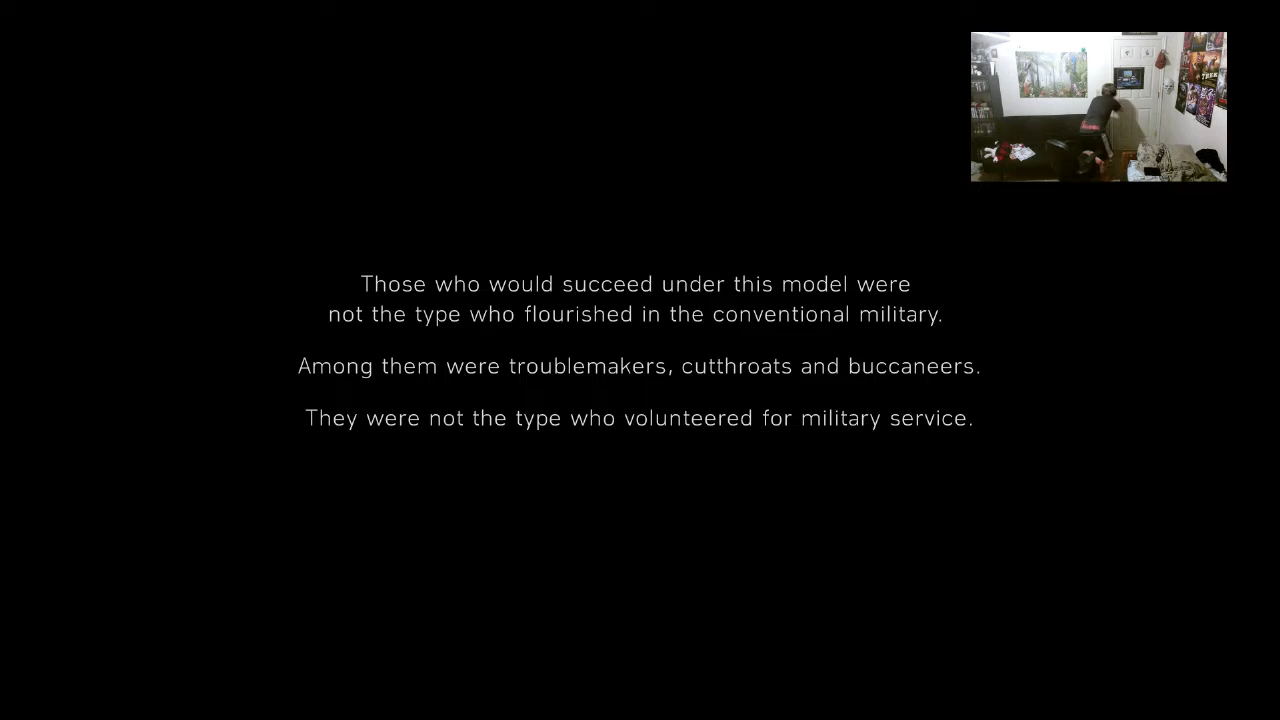 Those who would succeed under this model were
not the type who flourished in the conventional military.
Among them were troublemakers, cutthroats and buccaneers.
They were not the type who volunteered for military service.